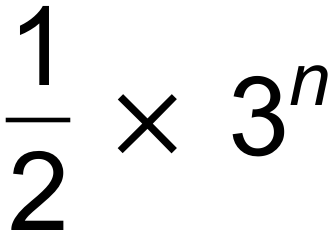 ½ × 3ⁿ